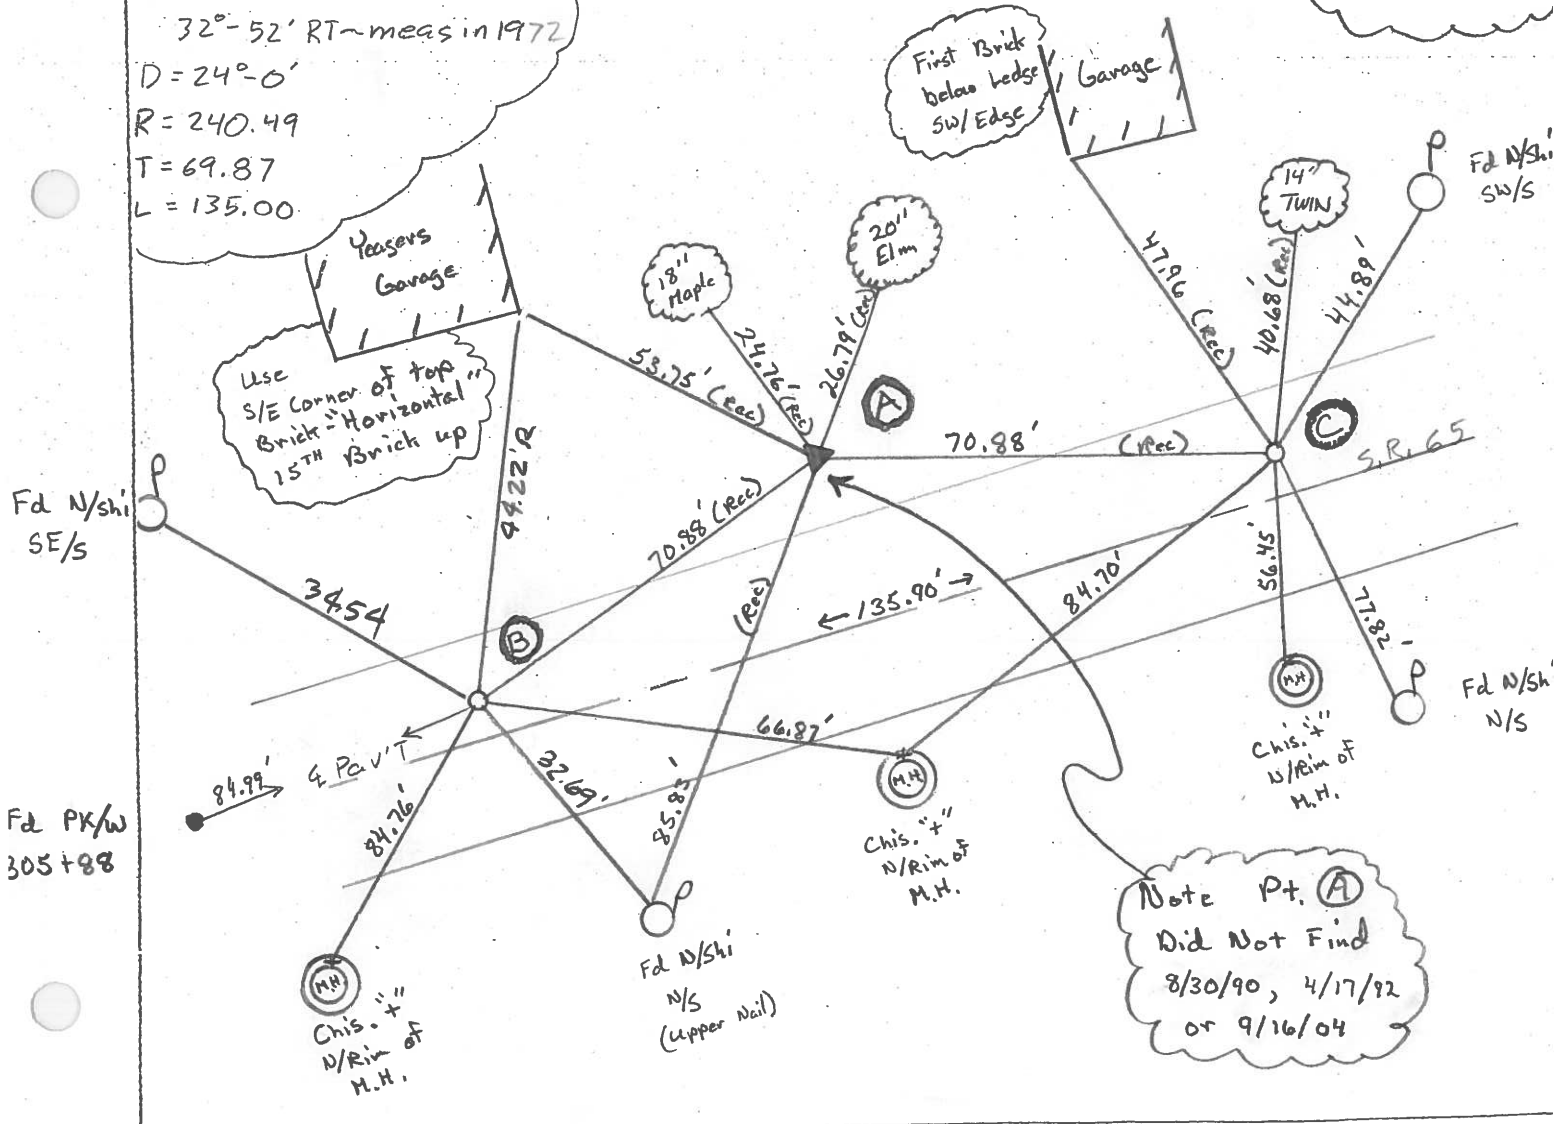 32°-52' RT~meas in 1972
D = 24°-0'
R = 240.49
T = 69.87
L = 135.00
First Brick
below Ledge
SW/Edge
Garage
Fd N/Shi
SW/S
14"
TWIN
20"
Elm
18"
Maple
Yeagers
Garage
47.96 (Rec)
40.68' (Rec)
44.89'
Use
S/E Corner of top
Brick - "Horizontal"
15TH Brick up
53.75' (Rec)
24.76' (Rec)
26.79' (Rec)
A
C
70.88' (Rec)
S.R. 65
44.22' R
70.88' (Rec)
Fd N/Shi
SE/S
34.54
B
(Rec)
85.83'
←135.90'→
84.70'
56.45'
77.82'
M.H
Chis. "+"
N/Rim of
M.H.
Fd N/Shi
N/S
66.87'
32.69'
84.76'
84.99'
℄ Pav'T
Fd PK/W
305+88
M.H.
Chis. "+"
N/Rim of
M.H.
M.H
Chis. "+"
N/Rim of
M.H.
Fd N/Shi
N/S
(Upper Nail)
Note Pt. A
Did Not Find
8/30/90, 4/17/92
or 9/16/04